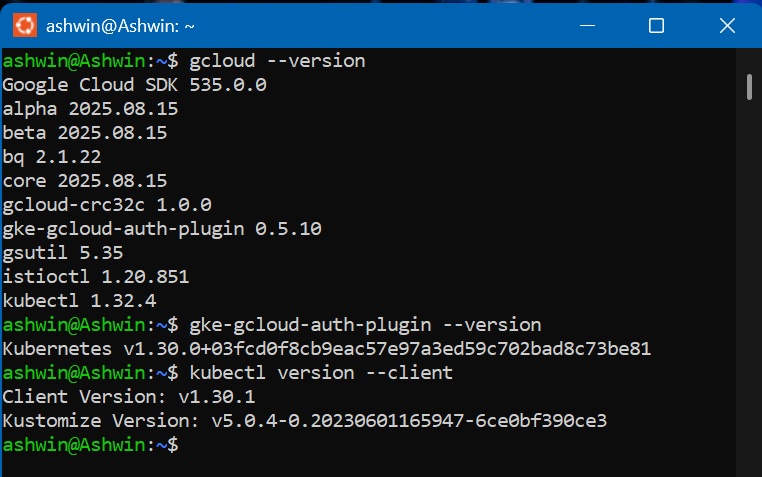 ashwin@Ashwin: ~
ashwin@Ashwin:~$ gcloud --version
Google Cloud SDK 535.0.0
alpha 2025.08.15
beta 2025.08.15
bq 2.1.22
core 2025.08.15
gcloud-crc32c 1.0.0
gke-gcloud-auth-plugin 0.5.10
gsutil 5.35
istioctl 1.20.851
kubectl 1.32.4
ashwin@Ashwin:~$ gke-gcloud-auth-plugin --version
Kubernetes v1.30.0+03fcd0f8cb9eac57e97a3ed59c702bad8c73be81
ashwin@Ashwin:~$ kubectl version --client
Client Version: v1.30.1
Kustomize Version: v5.0.4-0.20230601165947-6ce0bf390ce3
ashwin@Ashwin:~$